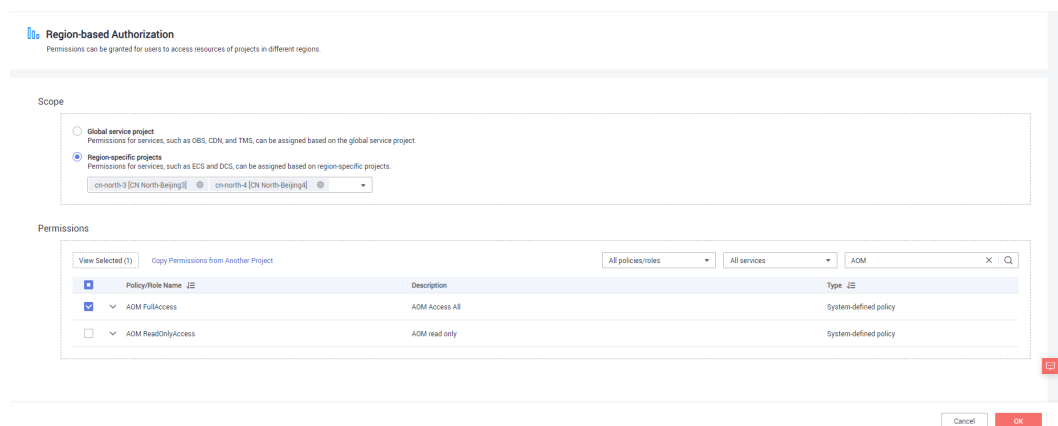 Region-based Authorization
Permissions can be granted for users to access resources of projects in different regions.
Scope
Global service project
Permissions for services, such as OBS, CDN, and TMS, can be assigned based on the global service project.
Region-specific projects
Permissions for services, such as ECS and DCS, can be assigned based on region-specific projects.
cn-north-3 [CN North-Beijing3] cn-north-4 [CN North-Beijing4]
Permissions
View Selected (1) Copy Permissions from Another Project All policies/roles All services AOM
Policy/Role Name Description Type
AOM FullAccess AOM Access All System-defined policy
AOM ReadOnlyAccess AOM read only System-defined policy
Cancel OK